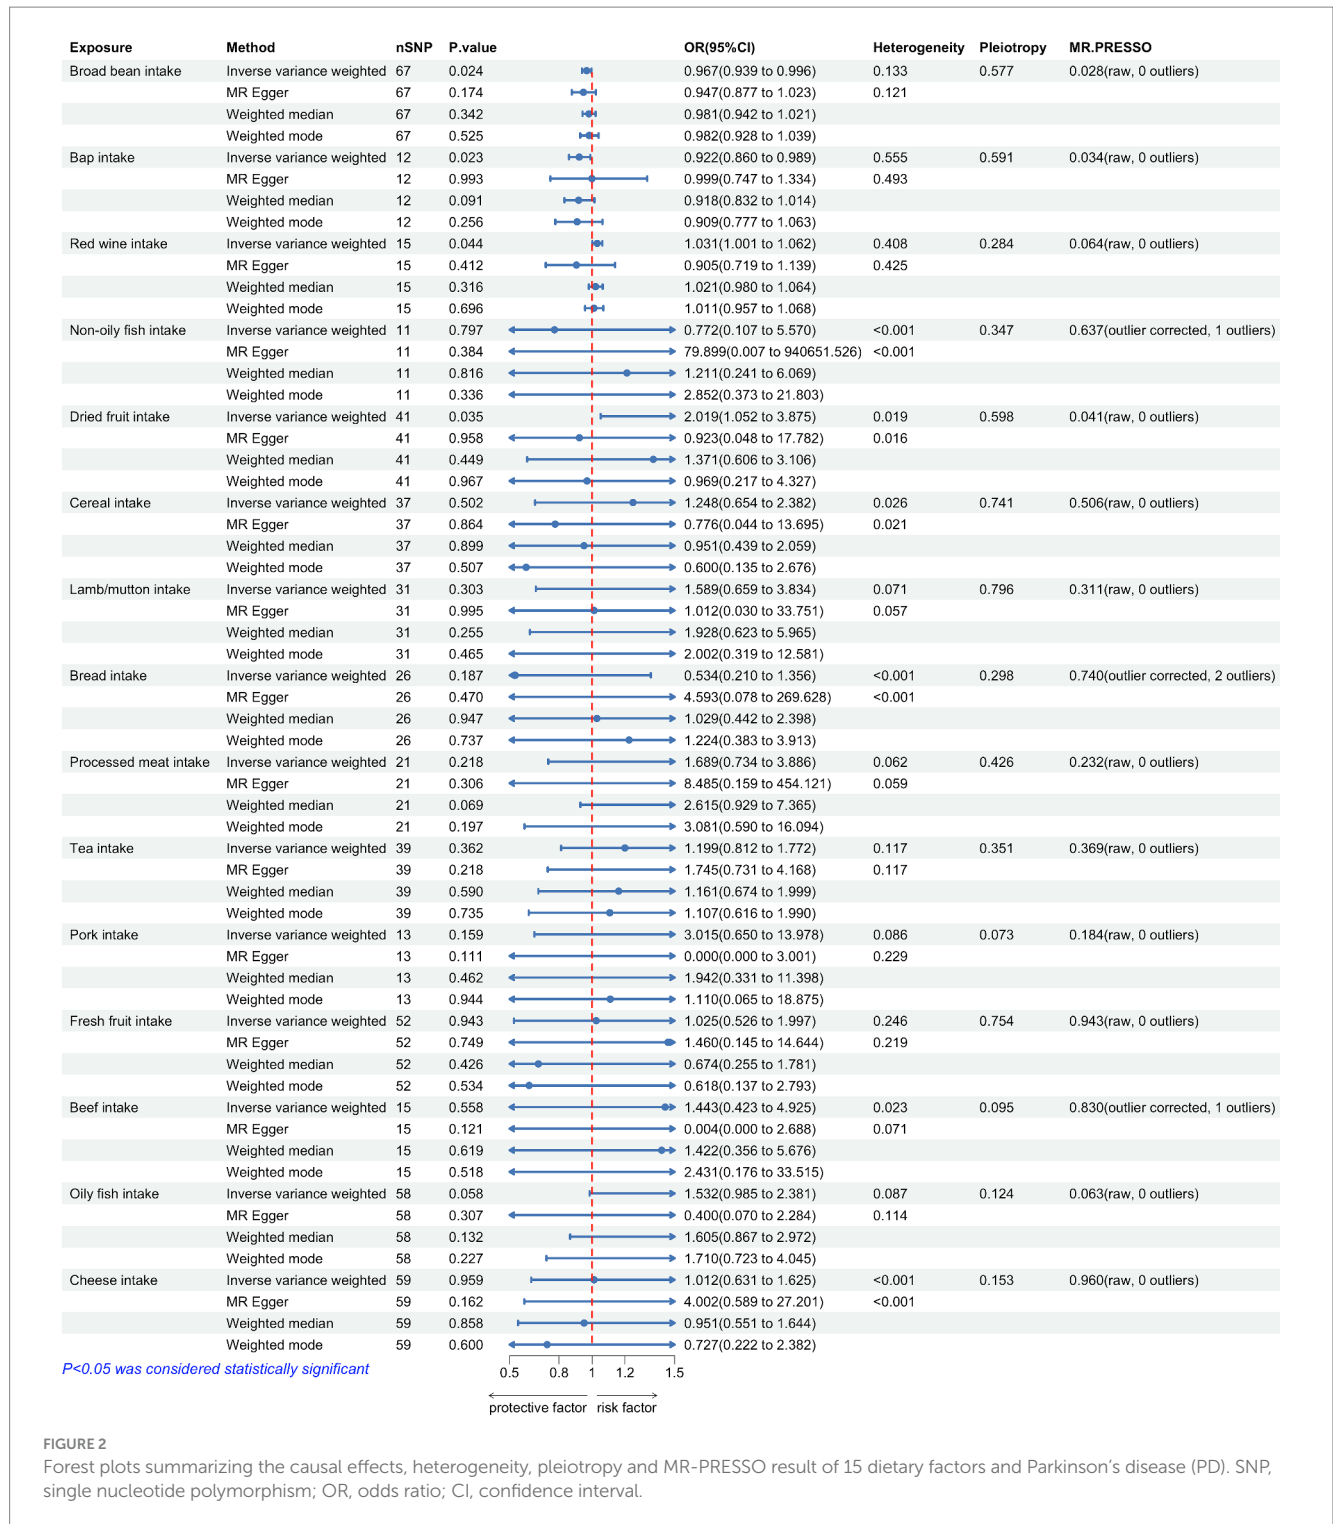 Exposure Method nSNP P.value OR(95%CI) Heterogeneity Pleiotropy MR.PRESSO
Broad bean intake Inverse variance weighted 67 0.024 0.967(0.939 to 0.996) 0.133 0.577 0.028(raw, 0 outliers)
MR Egger 67 0.174 0.947(0.877 to 1.023) 0.121
Weighted median 67 0.342 0.981(0.942 to 1.021)
Weighted mode 67 0.525 0.982(0.928 to 1.039)
Bap intake Inverse variance weighted 12 0.023 0.922(0.860 to 0.989) 0.555 0.591 0.034(raw, 0 outliers)
MR Egger 12 0.993 0.999(0.747 to 1.334) 0.493
Weighted median 12 0.091 0.918(0.832 to 1.014)
Weighted mode 12 0.256 0.909(0.777 to 1.063)
Red wine intake Inverse variance weighted 15 0.044 1.031(1.001 to 1.062) 0.408 0.284 0.064(raw, 0 outliers)
MR Egger 15 0.412 0.905(0.719 to 1.139) 0.425
Weighted median 15 0.316 1.021(0.980 to 1.064)
Weighted mode 15 0.696 1.011(0.957 to 1.068)
Non-oily fish intake Inverse variance weighted 11 0.797 0.772(0.107 to 5.570) <0.001 0.347 0.637(outlier corrected, 1 outliers)
MR Egger 11 0.384 79.899(0.007 to 940651.526) <0.001
Weighted median 11 0.816 1.211(0.241 to 6.069)
Weighted mode 11 0.336 2.852(0.373 to 21.803)
Dried fruit intake Inverse variance weighted 41 0.035 2.019(1.052 to 3.875) 0.019 0.598 0.041(raw, 0 outliers)
MR Egger 41 0.958 0.923(0.048 to 17.782) 0.016
Weighted median 41 0.449 1.371(0.606 to 3.106)
Weighted mode 41 0.967 0.969(0.217 to 4.327)
Cereal intake Inverse variance weighted 37 0.502 1.248(0.654 to 2.382) 0.026 0.741 0.506(raw, 0 outliers)
MR Egger 37 0.864 0.776(0.044 to 13.695) 0.021
Weighted median 37 0.899 0.951(0.439 to 2.059)
Weighted mode 37 0.507 0.600(0.135 to 2.676)
Lamb/mutton intake Inverse variance weighted 31 0.303 1.589(0.659 to 3.834) 0.071 0.796 0.311(raw, 0 outliers)
MR Egger 31 0.995 1.012(0.030 to 33.751) 0.057
Weighted median 31 0.255 1.928(0.623 to 5.965)
Weighted mode 31 0.465 2.002(0.319 to 12.581)
Bread intake Inverse variance weighted 26 0.187 0.534(0.210 to 1.356) <0.001 0.298 0.740(outlier corrected, 2 outliers)
MR Egger 26 0.470 4.593(0.078 to 269.628) <0.001
Weighted median 26 0.947 1.029(0.442 to 2.398)
Weighted mode 26 0.737 1.224(0.383 to 3.913)
Processed meat intake Inverse variance weighted 21 0.218 1.689(0.734 to 3.886) 0.062 0.426 0.232(raw, 0 outliers)
MR Egger 21 0.306 8.485(0.159 to 454.121) 0.059
Weighted median 21 0.069 2.615(0.929 to 7.365)
Weighted mode 21 0.197 3.081(0.590 to 16.094)
Tea intake Inverse variance weighted 39 0.362 1.199(0.812 to 1.772) 0.117 0.351 0.369(raw, 0 outliers)
MR Egger 39 0.218 1.745(0.731 to 4.168) 0.117
Weighted median 39 0.590 1.161(0.674 to 1.999)
Weighted mode 39 0.735 1.107(0.616 to 1.990)
Pork intake Inverse variance weighted 13 0.159 3.015(0.650 to 13.978) 0.086 0.073 0.184(raw, 0 outliers)
MR Egger 13 0.111 0.000(0.000 to 3.001) 0.229
Weighted median 13 0.462 1.942(0.331 to 11.398)
Weighted mode 13 0.944 1.110(0.065 to 18.875)
Fresh fruit intake Inverse variance weighted 52 0.943 1.025(0.526 to 1.997) 0.246 0.754 0.943(raw, 0 outliers)
MR Egger 52 0.749 1.460(0.145 to 14.644) 0.219
Weighted median 52 0.426 0.674(0.255 to 1.781)
Weighted mode 52 0.534 0.618(0.137 to 2.793)
Beef intake Inverse variance weighted 15 0.558 1.443(0.423 to 4.925) 0.023 0.095 0.830(outlier corrected, 1 outliers)
MR Egger 15 0.121 0.004(0.000 to 2.688) 0.071
Weighted median 15 0.619 1.422(0.356 to 5.676)
Weighted mode 15 0.518 2.431(0.176 to 33.515)
Oily fish intake Inverse variance weighted 58 0.058 1.532(0.985 to 2.381) 0.087 0.124 0.063(raw, 0 outliers)
MR Egger 58 0.307 0.400(0.070 to 2.284) 0.114
Weighted median 58 0.132 1.605(0.867 to 2.972)
Weighted mode 58 0.227 1.710(0.723 to 4.045)
Cheese intake Inverse variance weighted 59 0.959 1.012(0.631 to 1.625) <0.001 0.153 0.960(raw, 0 outliers)
MR Egger 59 0.162 4.002(0.589 to 27.201) <0.001
Weighted median 59 0.858 0.951(0.551 to 1.644)
Weighted mode 59 0.600 0.727(0.222 to 2.382)
P<0.05 was considered statistically significant
0.5 0.8 1 1.2 1.5
protective factor risk factor
FIGURE 2
Forest plots summarizing the causal effects, heterogeneity, pleiotropy and MR-PRESSO result of 15 dietary factors and Parkinson's disease (PD). SNP,
single nucleotide polymorphism; OR, odds ratio; CI, confidence interval.